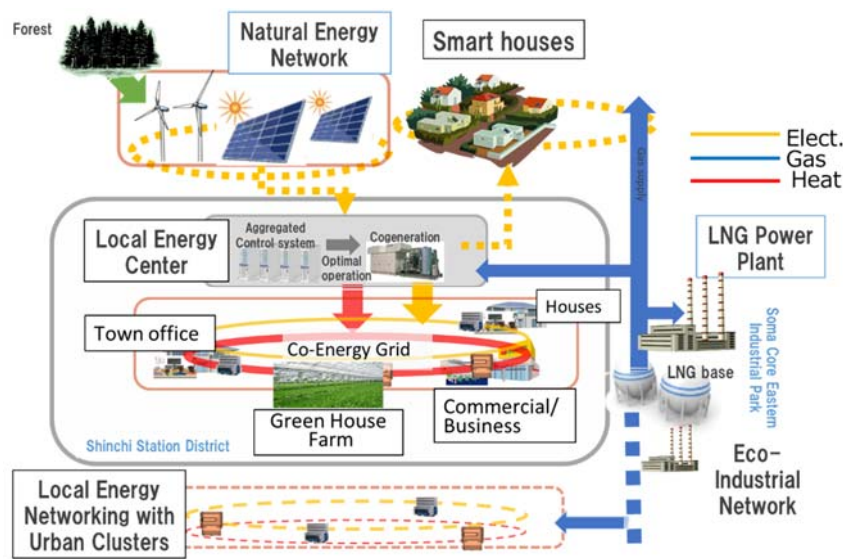 Forest
Natural Energy
Network
Smart houses
Elect.
Gas
Heat
Gas supply
Local Energy
Center
Aggregated
Control system
Optimal
operation
Cogeneration
LNG Power
Plant
Houses
Town office
Co-Energy Grid
Green House
Farm
Commercial/
Business
Shinchi Station District
LNG base
Soma Core Eastern
Industrial Park
Eco-
Industrial
Network
Local Energy
Networking with
Urban Clusters